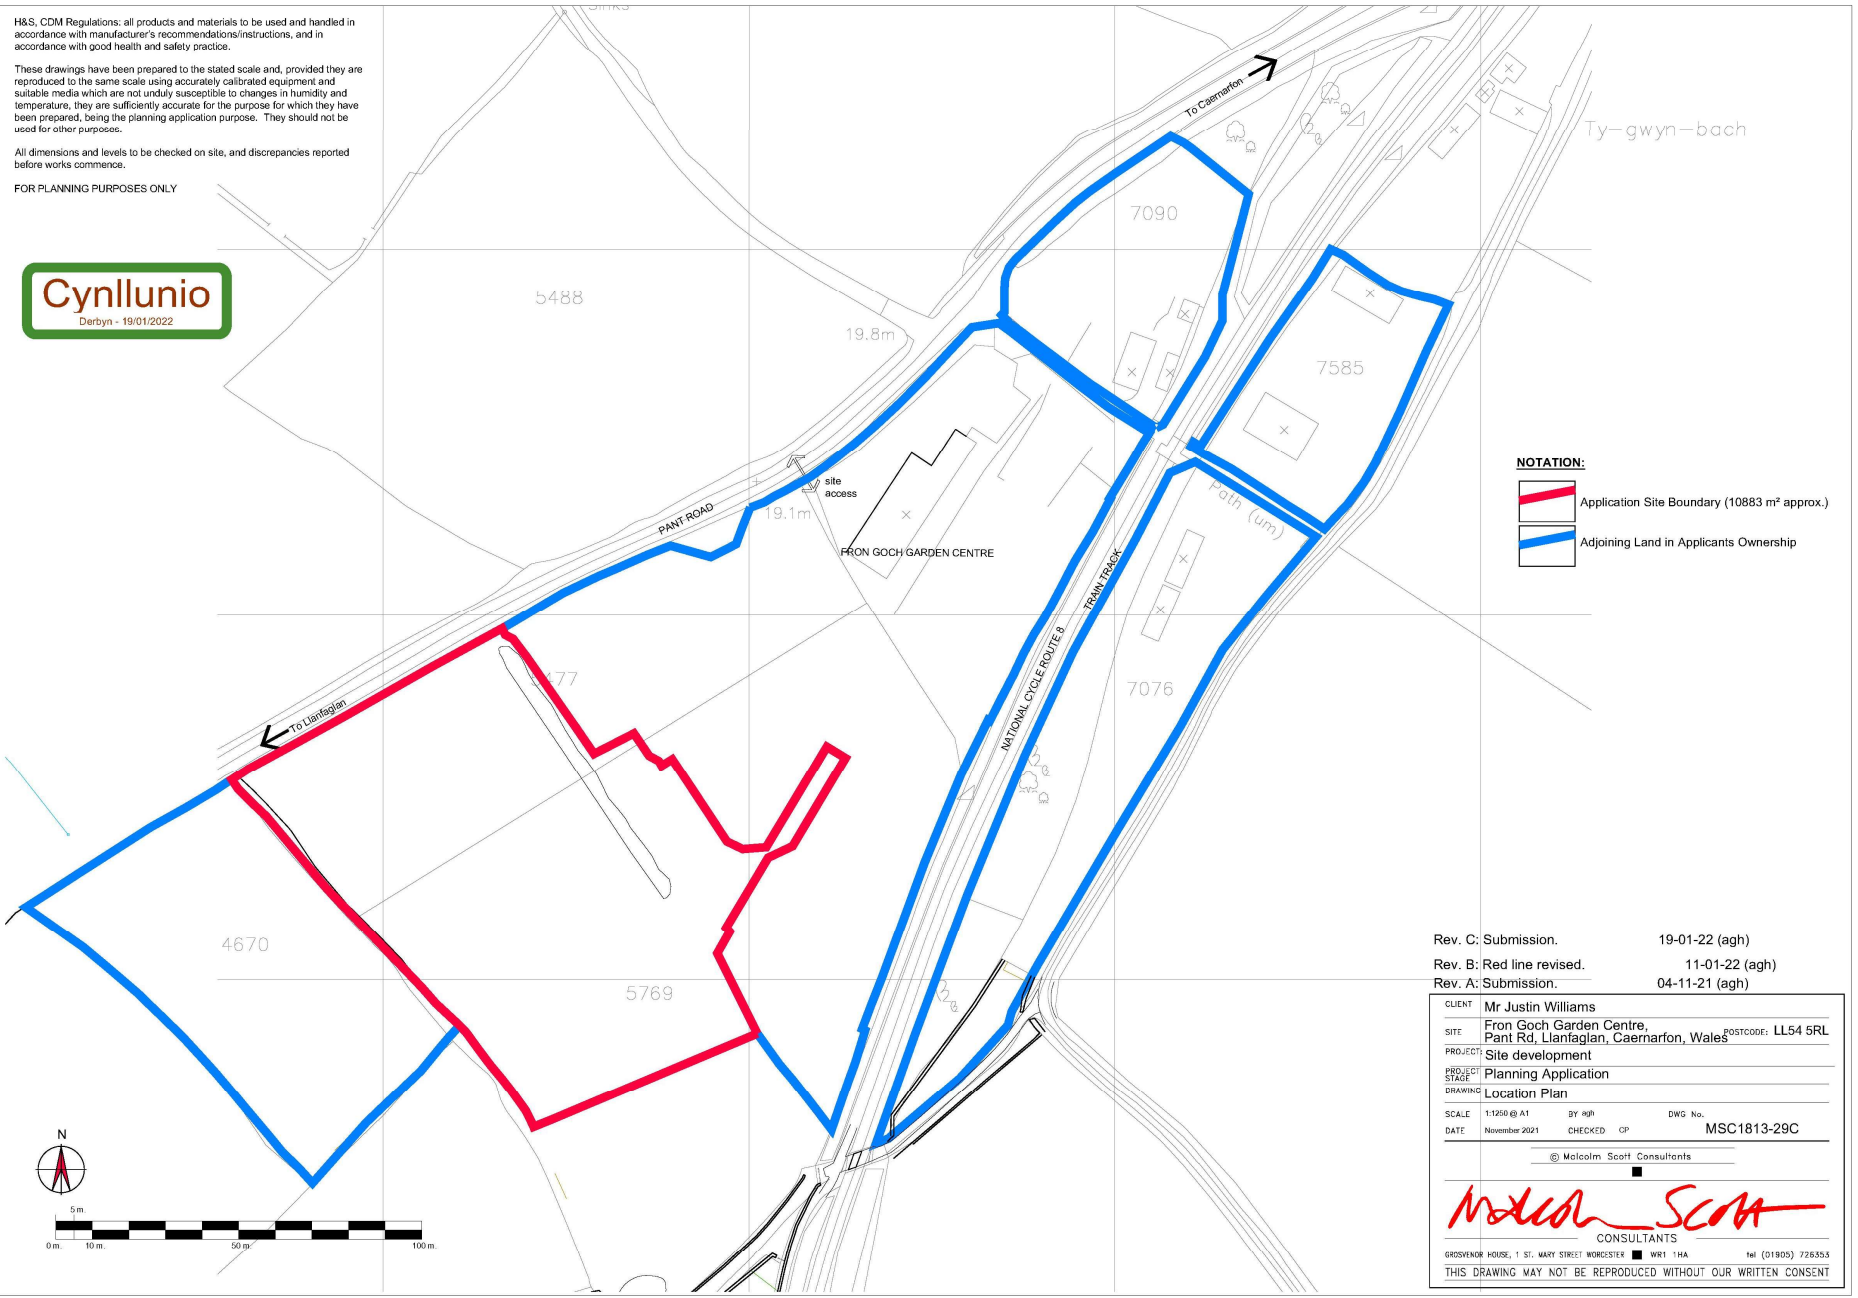 H&S, CDM Regulations: all products and materials to be used and handled in
accordance with manufacturer's recommendations/instructions, and in
accordance with good health and safety practice.
These drawings have been prepared to the stated scale and, provided they are
reproduced to the same scale using accurately calibrated equipment and
suitable media which are not unduly susceptible to changes in humidity and
temperature, they are sufficiently accurate for the purpose for which they have
been prepared, being the planning application purpose. They should not be
used for other purposes.
All dimensions and levels to be checked on site, and discrepancies reported
before works commence.
FOR PLANNING PURPOSES ONLY
Cynllunio
Derbyn - 19/01/2022
Sinks
To Caernarfon
Ty-gwyn-bach
7090
5488
19.8m
7585
site
access
19.1m
PANT ROAD
FRON GOCH GARDEN CENTRE
Path (um)
TRAIN TRACK
NATIONAL CYCLE ROUTE 8
7076
To Llanfaglan
4670
5769
NOTATION:
Application Site Boundary (10883 m² approx.)
Adjoining Land in Applicants Ownership
N
5 m.
0 m. 10 m. 50 m. 100 m.
Rev. C: Submission. 19-01-22 (agh)
Rev. B: Red line revised. 11-01-22 (agh)
Rev. A: Submission. 04-11-21 (agh)
CLIENT Mr Justin Williams
SITE Fron Goch Garden Centre,
Pant Rd, Llanfaglan, Caernarfon, Wales POSTCODE: LL54 5RL
PROJECT: Site development
PROJECT STAGE Planning Application
DRAWING Location Plan
SCALE 1:1250 @ A1 BY agh DWG No.
DATE November 2021 CHECKED CP MSC1813-29C
© Malcolm Scott Consultants
Malcolm Scott
CONSULTANTS
GROSVENOR HOUSE, 1 ST. MARY STREET WORCESTER WR1 1HA tel (01905) 726353
THIS DRAWING MAY NOT BE REPRODUCED WITHOUT OUR WRITTEN CONSENT